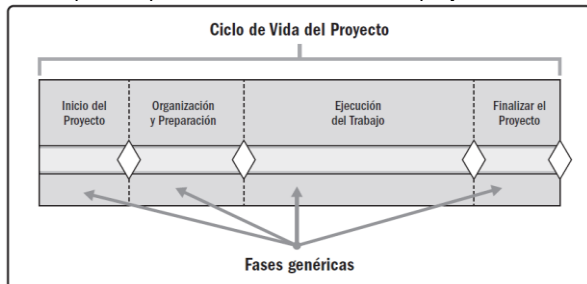 Ciclo de Vida del Proyecto
Inicio del
Proyecto
Organización
y Preparación
Ejecución
del Trabajo
Finalizar el
Proyecto
Fases genéricas